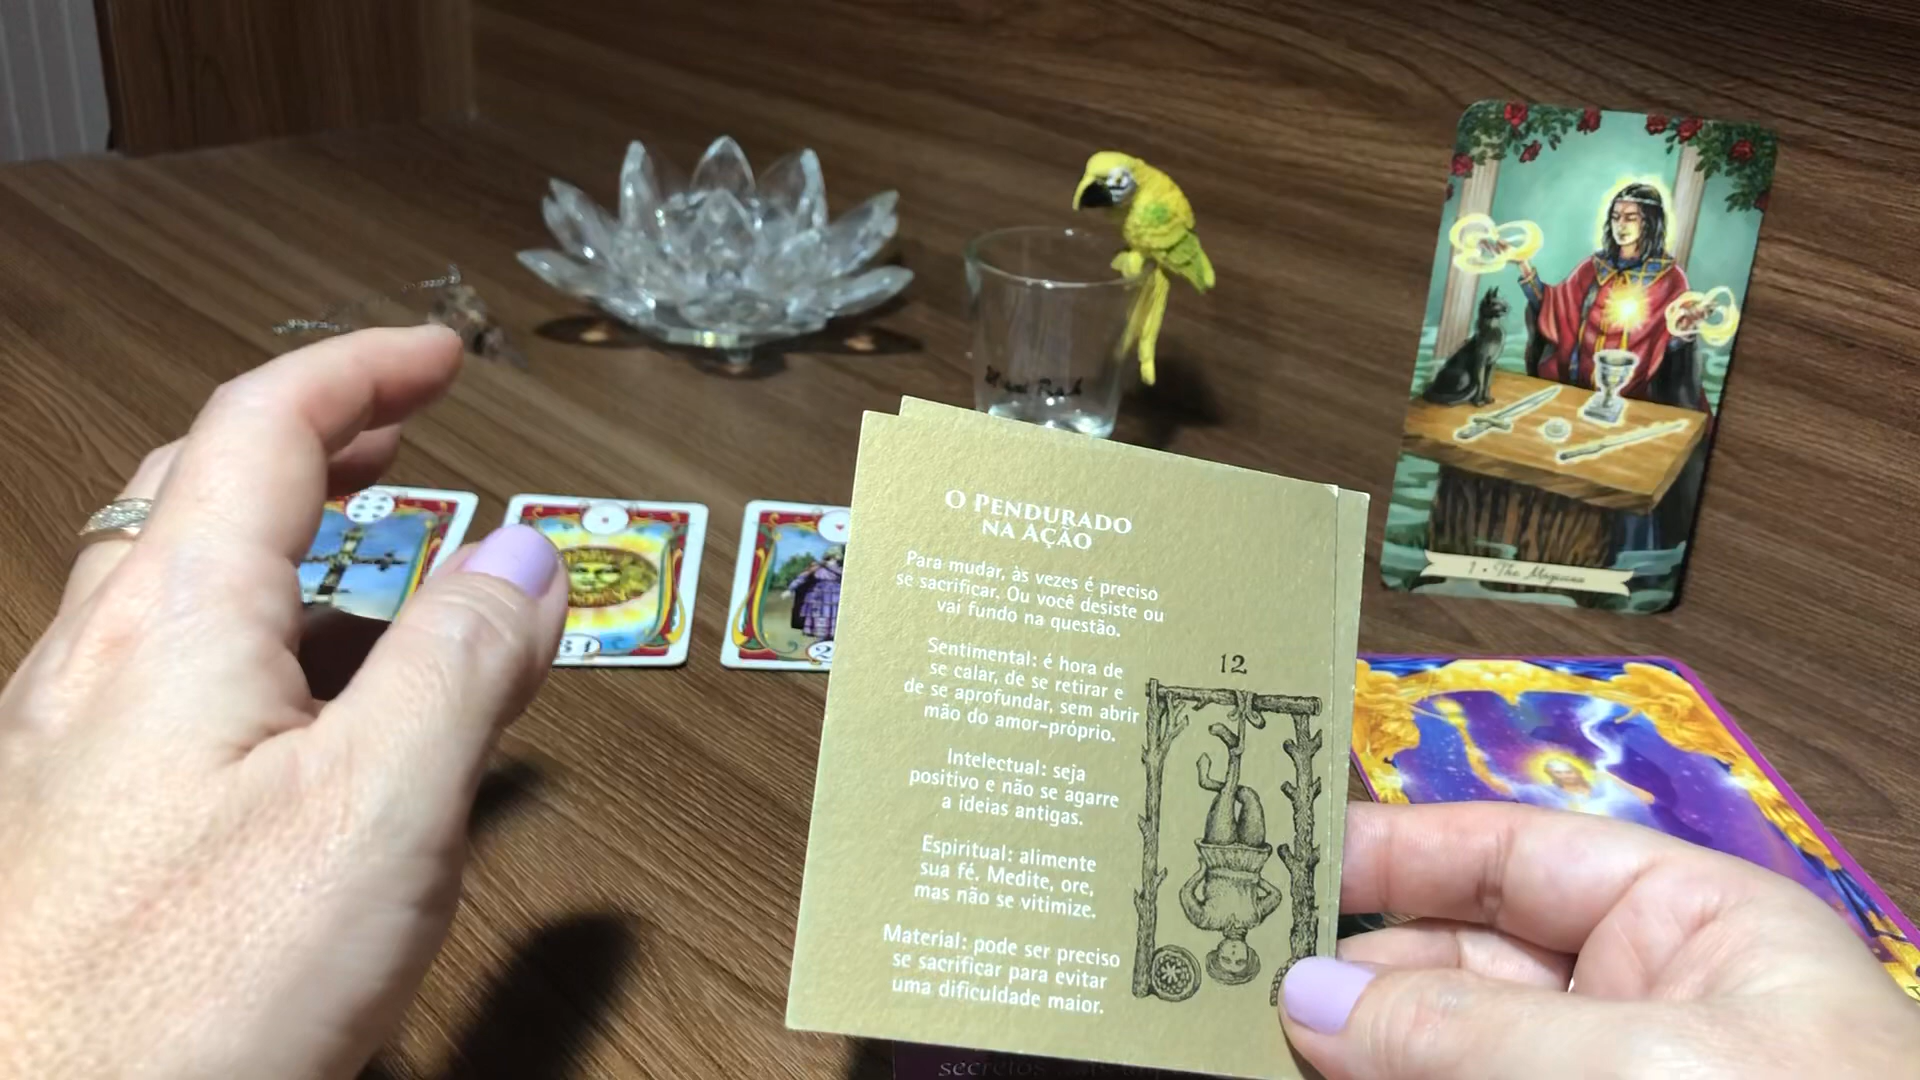 O PENDURADO
NA AÇÃO
Para mudar, às vezes é preciso
se sacrificar. Ou você desiste ou
vai fundo na questão.
Sentimental: é hora de
se calar, de se retirar e
de se aprofundar, sem abrir
mão do amor-próprio.
Intelectual: seja
positivo e não se agarre
a ideias antigas.
Espiritual: alimente
sua fé. Medite, ore,
mas não se vitimize.
Material: pode ser preciso
se sacrificar para evitar
uma dificuldade maior.
12
1 • The Magician
31
2
secretos